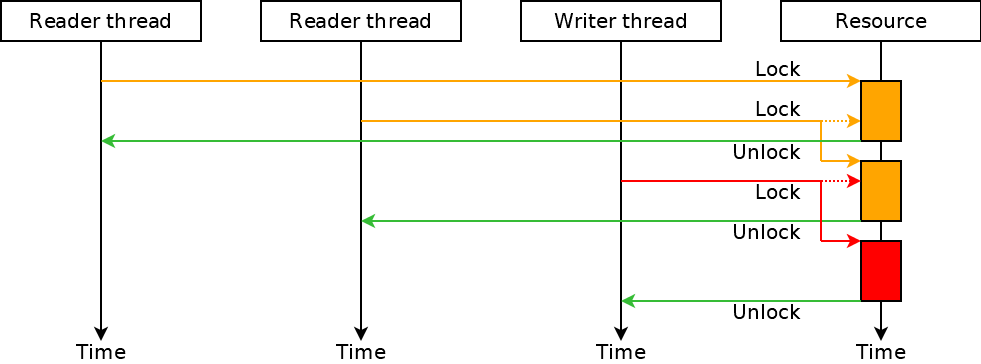 Reader thread
Reader thread
Writer thread
Resource
Lock
Lock
Unlock
Lock
Unlock
Unlock
Time
Time
Time
Time